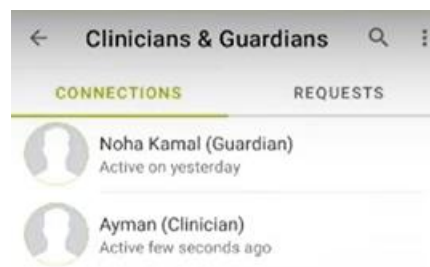 Clinicians & Guardians
CONNECTIONS
REQUESTS
Noha Kamal (Guardian)
Active on yesterday
Ayman (Clinician)
Active few seconds ago